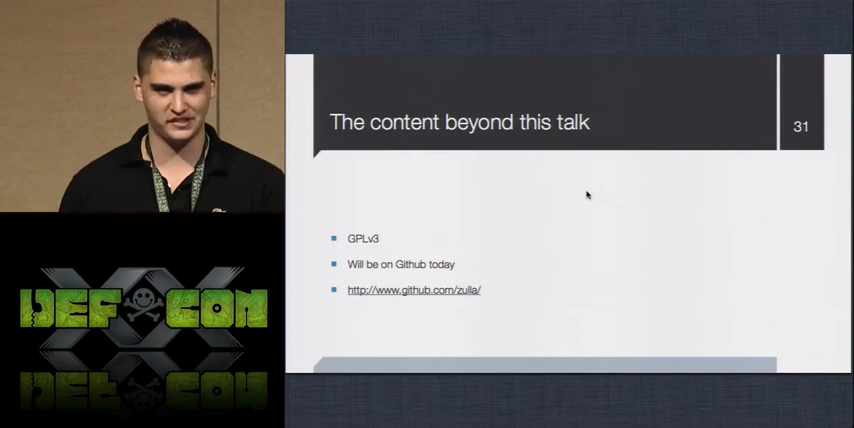 The content beyond this talk
31
GPLv3
Will be on Github today
http://www.github.com/zulla/
DEF CON
XX